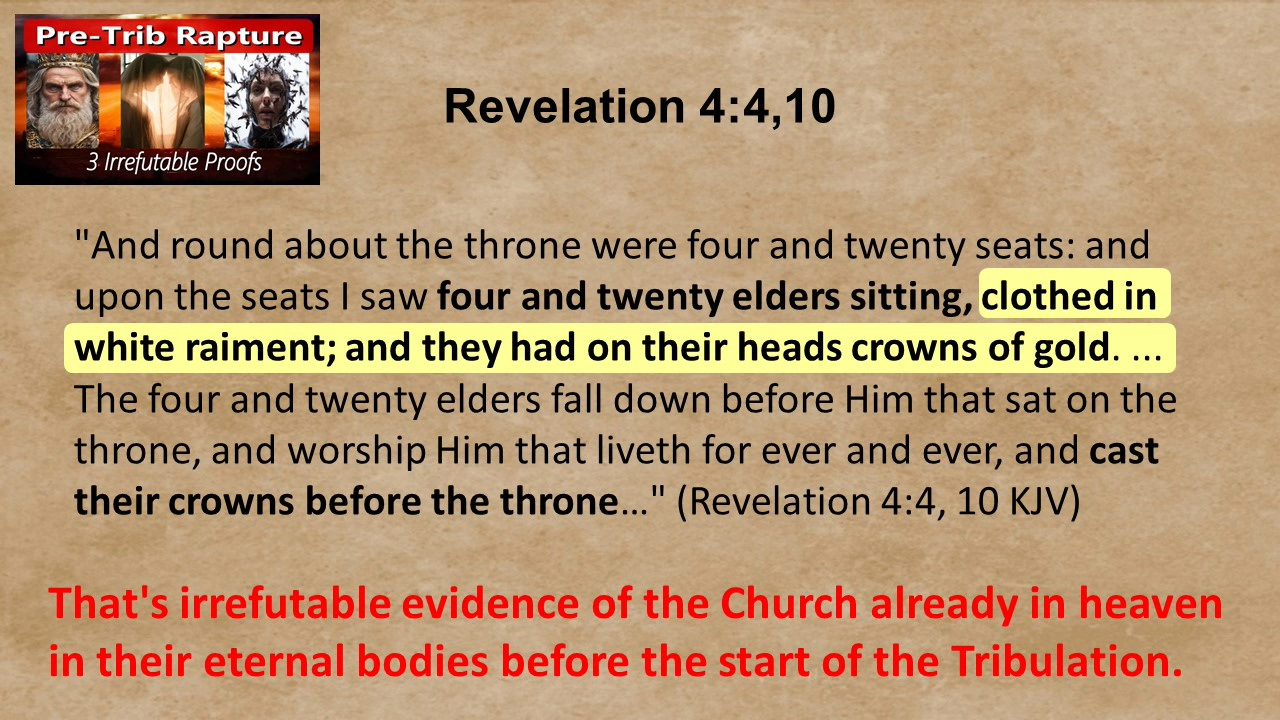 Pre-Trib Rapture
3 Irrefutable Proofs
Revelation 4:4,10
"And round about the throne were four and twenty seats: and
upon the seats I saw four and twenty elders sitting, clothed in
white raiment; and they had on their heads crowns of gold. ...
The four and twenty elders fall down before Him that sat on the
throne, and worship Him that liveth for ever and ever, and cast
their crowns before the throne…" (Revelation 4:4, 10 KJV)
That's irrefutable evidence of the Church already in heaven
in their eternal bodies before the start of the Tribulation.